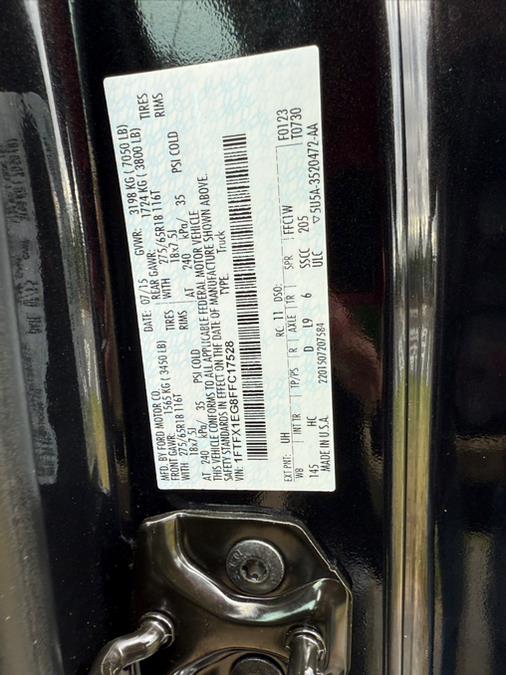 MFD. BY FORD MOTOR CO. DATE: 07/15 GVWR: 3198 KG ( 7050 LB)
FRONT GAWR: 1565 KG ( 3450 LB) REAR GAWR: 1724 KG ( 3800 LB)
WITH 275/65R18 116T TIRES WITH 275/65R18 116T TIRES
18x7.5J RIMS 18x7.5J RIMS
AT 240 kPa/ 35 PSI COLD AT 240 kPa/ 35 PSI COLD
THIS VEHICLE CONFORMS TO ALL APPLICABLE FEDERAL MOTOR VEHICLE
SAFETY STANDARDS IN EFFECT ON THE DATE OF MANUFACTURE SHOWN ABOVE.
VIN: 1FTFX1EG8FFC17528 TYPE: Truck
F0123
T0730
EXT PNT: UH RC: 11 DSO: FFC1W
WB INT TR TP/PS R AXLE TR SPR
145 HC D L9 6 SSCC 205
MADE IN U.S.A. 2201507207584 ULC ▽5U5A-3520472-AA